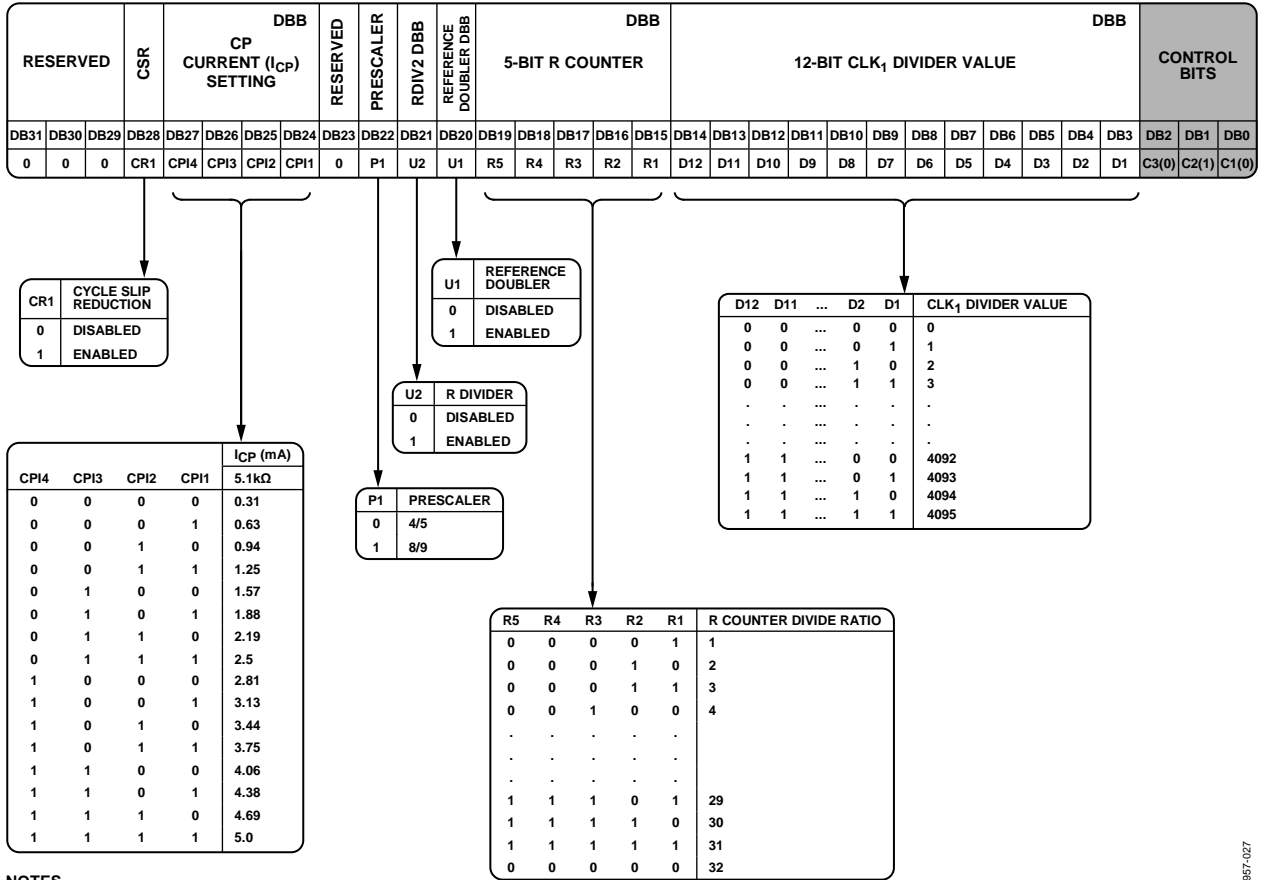 RESERVED
CSR
DBB
CP
CURRENT (ICP)
SETTING
RESERVED
PRESCALER
RDIV2 DBB
REFERENCE
DOUBLER DBB
DBB
5-BIT R COUNTER
DBB
12-BIT CLK1 DIVIDER VALUE
CONTROL
BITS
DB31 DB30 DB29 DB28 DB27 DB26 DB25 DB24 DB23 DB22 DB21 DB20 DB19 DB18 DB17 DB16 DB15 DB14 DB13 DB12 DB11 DB10 DB9 DB8 DB7 DB6 DB5 DB4 DB3 DB2 DB1 DB0
0 0 0 CR1 CPI4 CPI3 CPI2 CPI1 0 P1 U2 U1 R5 R4 R3 R2 R1 D12 D11 D10 D9 D8 D7 D6 D5 D4 D3 D2 D1 C3(0) C2(1) C1(0)
CR1 CYCLE SLIP
REDUCTION
0 DISABLED
1 ENABLED
U1 REFERENCE
DOUBLER
0 DISABLED
1 ENABLED
U2 R DIVIDER
0 DISABLED
1 ENABLED
P1 PRESCALER
0 4/5
1 8/9
ICP (mA)
CPI4 CPI3 CPI2 CPI1 5.1kΩ
0 0 0 0 0.31
0 0 0 1 0.63
0 0 1 0 0.94
0 0 1 1 1.25
0 1 0 0 1.57
0 1 0 1 1.88
0 1 1 0 2.19
0 1 1 1 2.5
1 0 0 0 2.81
1 0 0 1 3.13
1 0 1 0 3.44
1 0 1 1 3.75
1 1 0 0 4.06
1 1 0 1 4.38
1 1 1 0 4.69
1 1 1 1 5.0
D12 D11 ... D2 D1 CLK1 DIVIDER VALUE
0 0 ... 0 0 0
0 0 ... 0 1 1
0 0 ... 1 0 2
0 0 ... 1 1 3
. . ... . . .
. . ... . . .
. . ... . . .
1 1 ... 0 0 4092
1 1 ... 0 1 4093
1 1 ... 1 0 4094
1 1 ... 1 1 4095
R5 R4 R3 R2 R1 R COUNTER DIVIDE RATIO
0 0 0 0 1 1
0 0 0 1 0 2
0 0 0 1 1 3
0 0 1 0 0 4
. . . . .
. . . . .
. . . . .
1 1 1 0 1 29
1 1 1 1 0 30
1 1 1 1 1 31
0 0 0 0 0 32
957-027